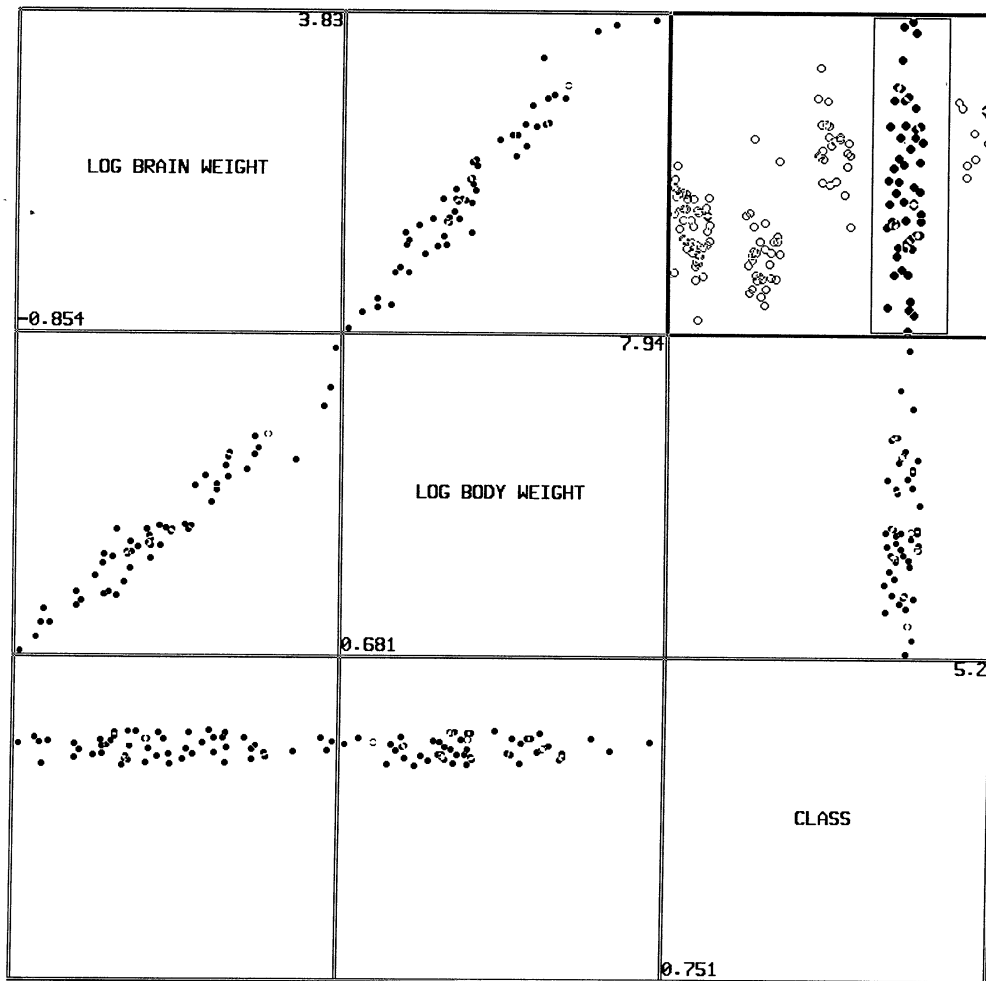 3.83
LOG BRAIN WEIGHT
-0.854
7.94
LOG BODY WEIGHT
0.681
5.2
CLASS
0.751